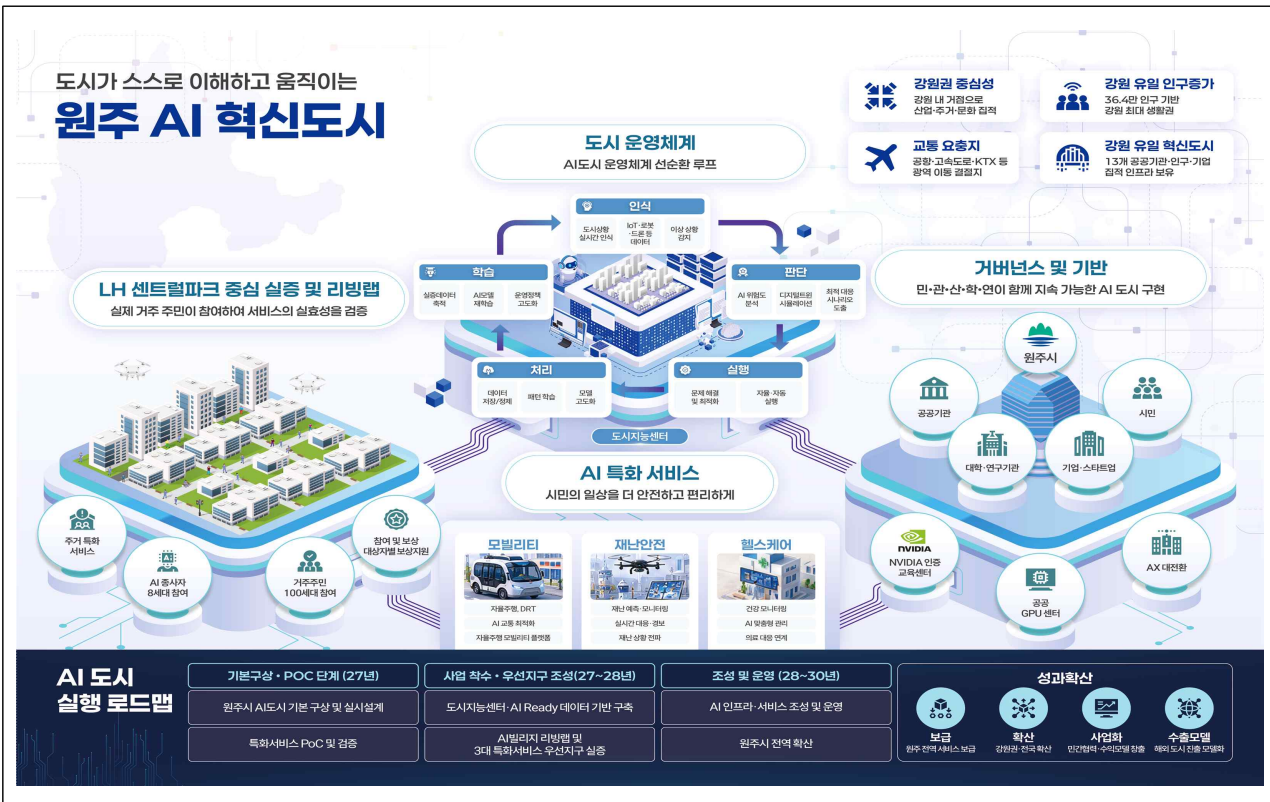 도시가 스스로 이해하고 움직이는
원주 AI 혁신도시
강원권 중심성
강원 내 거점으로
산업·주거·문화 집적
강원 유일 인구증가
36.4만 인구 기반
강원 최대 생활권
교통 요충지
공항·고속도로·KTX 등
광역 이동 결절지
강원 유일 혁신도시
13개 공공기관·인구·기업
집적 인프라 보유
도시 운영체계
AI도시 운영체계 선순환 루프
인식
도시상황
실시간 인식
IoT·로봇
·드론 등
데이터
이상 상황
감지
학습
실증데이터
축적
AI모델
재학습
운영정책
고도화
판단
AI 위험도
분석
디지털트윈
시뮬레이션
최적 대응
시나리오
도출
처리
데이터
저장/정제
패턴 학습
모델
고도화
실행
문제 해결
및 최적화
자율·자동
실행
도시지능센터
LH 센트럴파크 중심 실증 및 리빙랩
실제 거주 주민이 참여하여 서비스의 실효성을 검증
주거 특화
서비스
AI 종사자
8세대 참여
거주주민
100세대 참여
참여 및 보상
대상자별 보상지원
AI 특화 서비스
시민의 일상을 더 안전하고 편리하게
모빌리티
자율주행, DRT
AI 교통 최적화
자율주행 모빌리티 플랫폼
재난안전
재난 예측·모니터링
실시간 대응·경보
재난 상황 전파
헬스케어
건강 모니터링
AI 맞춤형 관리
의료 대응 연계
거버넌스 및 기반
민·관·산·학·연이 함께 지속 가능한 AI 도시 구현
원주시
공공기관
시민
대학·연구기관
기업·스타트업
NVIDIA
NVIDIA 인증
교육센터
공공
GPU 센터
AX 대전환
AI 도시
실행 로드맵
기본구상·POC 단계 (27년)
원주시 AI도시 기본 구상 및 실시설계
특화서비스 PoC 및 검증
사업 착수·우선지구 조성(27~28년)
도시지능센터·AI Ready 데이터 기반 구축
AI빌리지 리빙랩 및
3대 특화서비스 우선지구 실증
조성 및 운영 (28~30년)
AI 인프라·서비스 조성 및 운영
원주시 전역 확산
성과확산
보급
원주 전역 서비스 보급
확산
강원권·전국 확산
사업화
민간협력·수익모델 창출
수출모델
해외 도시 진출 모델화